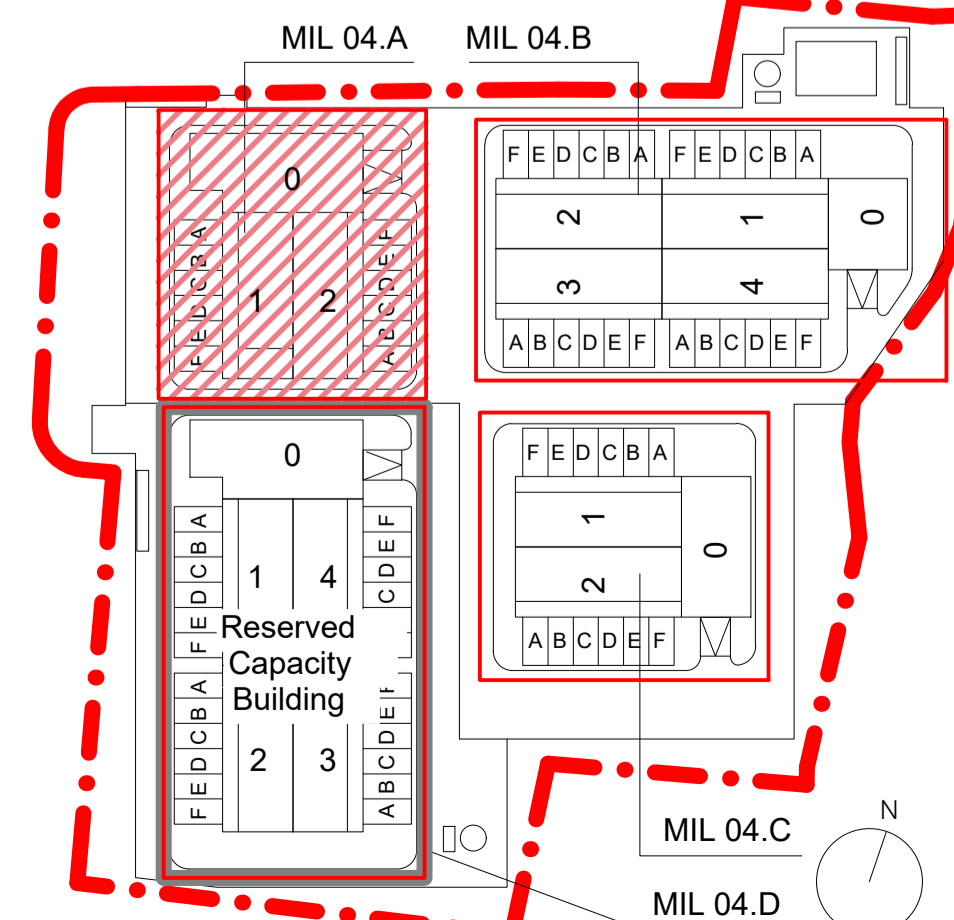 MIL 04.A MIL 04.B
0
A B C D E F
1 2
F E D C B A
F E D C B A F E D C B A
2 1 0
3 4
A B C D E F A B C D E F
0
A B C D E F
1 4
F E D C
Reserved
Capacity
Building
A B C D E F
2 3
F E D C B A
F E D C B A
1
0
2
A B C D E F
MIL 04.C
N
MIL 04.D